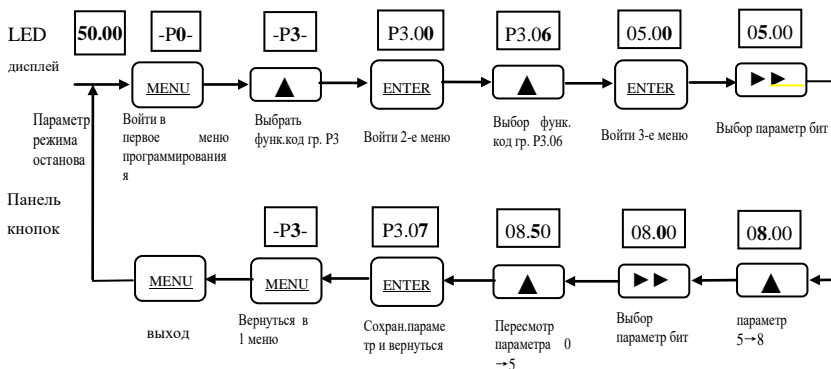 LED
дисплей
50.00
-P0-
-P3-
P3.00
P3.06
05.00
05.00
MENU
▲
ENTER
▲
ENTER
►►
Параметр
режима
останова
Войти в
первое меню
программирования
я
Выбрать
функ.код гр. P3
Войти 2-е меню
Выбор функ.
код гр. P3.06
Войти 3-е меню
Выбор параметр бит
Панель
кнопок
-P3-
P3.07
08.50
08.00
08.00
MENU
MENU
ENTER
▲
►►
▲
выход
Вернуться в
1 меню
Сохран.параме
тр и вернуться
Пересмотр
параметра 0
→5
Выбор
параметр бит
параметр
5→8